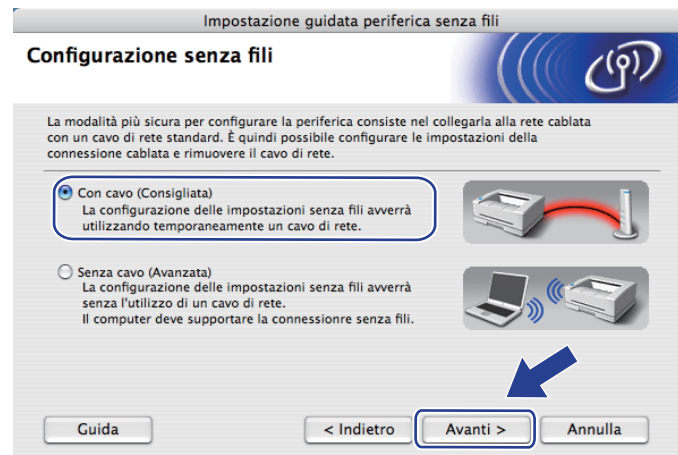 Impostazione guidata periferica senza fili
Configurazione senza fili
La modalità più sicura per configurare la periferica consiste nel collegarla alla rete cablata
con un cavo di rete standard. È quindi possibile configurare le impostazioni della
connessione cablata e rimuovere il cavo di rete.
Con cavo (Consigliata)
La configurazione delle impostazioni senza fili avverrà
utilizzando temporaneamente un cavo di rete.
Senza cavo (Avanzata)
La configurazione delle impostazioni senza fili avverrà
senza l'utilizzo di un cavo di rete.
Il computer deve supportare la connessionre senza fili.
Guida < Indietro Avanti > Annulla